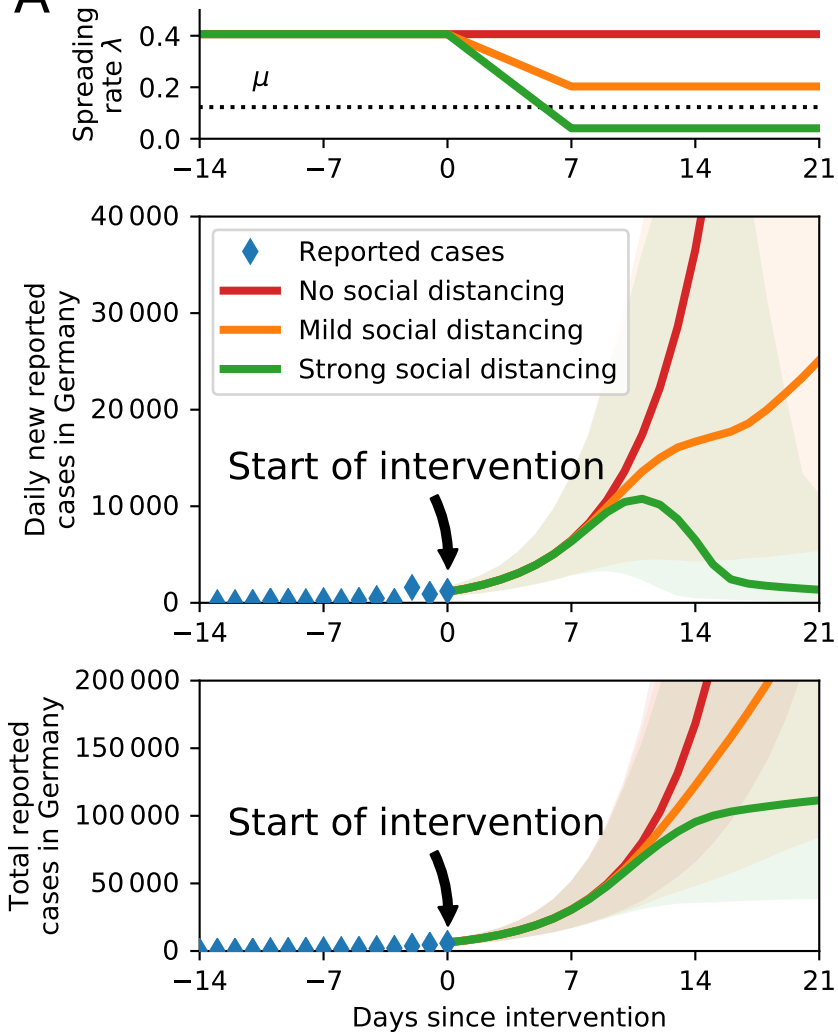 A
Spreading
rate λ
0.4
0.2
0.0
μ
−14 −7 0 7 14 21
Daily new reported
cases in Germany
40 000
30 000
20 000
10 000
0
Reported cases
No social distancing
Mild social distancing
Strong social distancing
Start of intervention
−14 −7 0 7 14 21
Total reported
cases in Germany
200 000
150 000
100 000
50 000
0
Start of intervention
−14 −7 0 7 14 21
Days since intervention